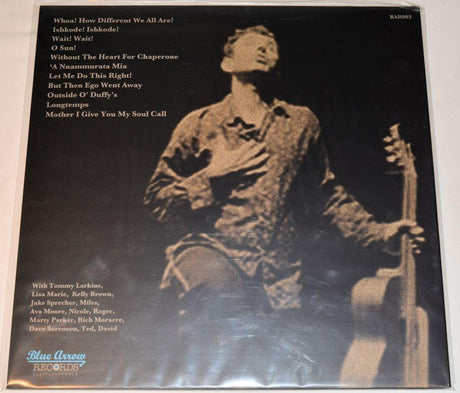 BAR003
Whoa! How Different We All Are!
Ishkode! Ishkode!
Wait! Wait!
O Sun!
Without The Heart For Chaperone
'A Nnammurata Mia
Let Me Do This Right!
But Then Ego Went Away
Outside O' Duffy's
Longtemps
Mother I Give You My Soul Call
With Tommy Larkins,
Lisa Marie, Kelly Brown,
Jake Sprecher, Miles,
Ava Moore, Nicole, Roger,
Marty Parker, Rich Morarre,
Dave Sorenson, Ted, David
Blue Arrow
RECORDS